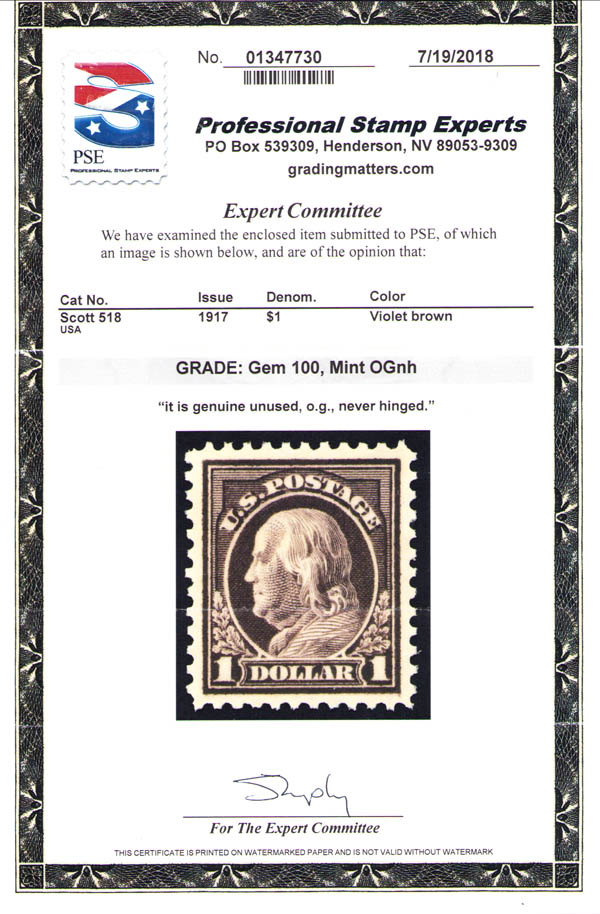 No. 01347730 7/19/2018
PSE
PROFESSIONAL STAMP EXPERTS
Professional Stamp Experts
PO Box 539309, Henderson, NV 89053-9309
gradingmatters.com
Expert Committee
We have examined the enclosed item submitted to PSE, of which
an image is shown below, and are of the opinion that:
Cat No. Issue Denom. Color
Scott 518 1917 $1 Violet brown
USA
GRADE: Gem 100, Mint OGnh
“it is genuine unused, o.g., never hinged.”
U.S. POSTAGE
1 DOLLAR 1
For The Expert Committee
THIS CERTIFICATE IS PRINTED ON WATERMARKED PAPER AND IS NOT VALID WITHOUT WATERMARK